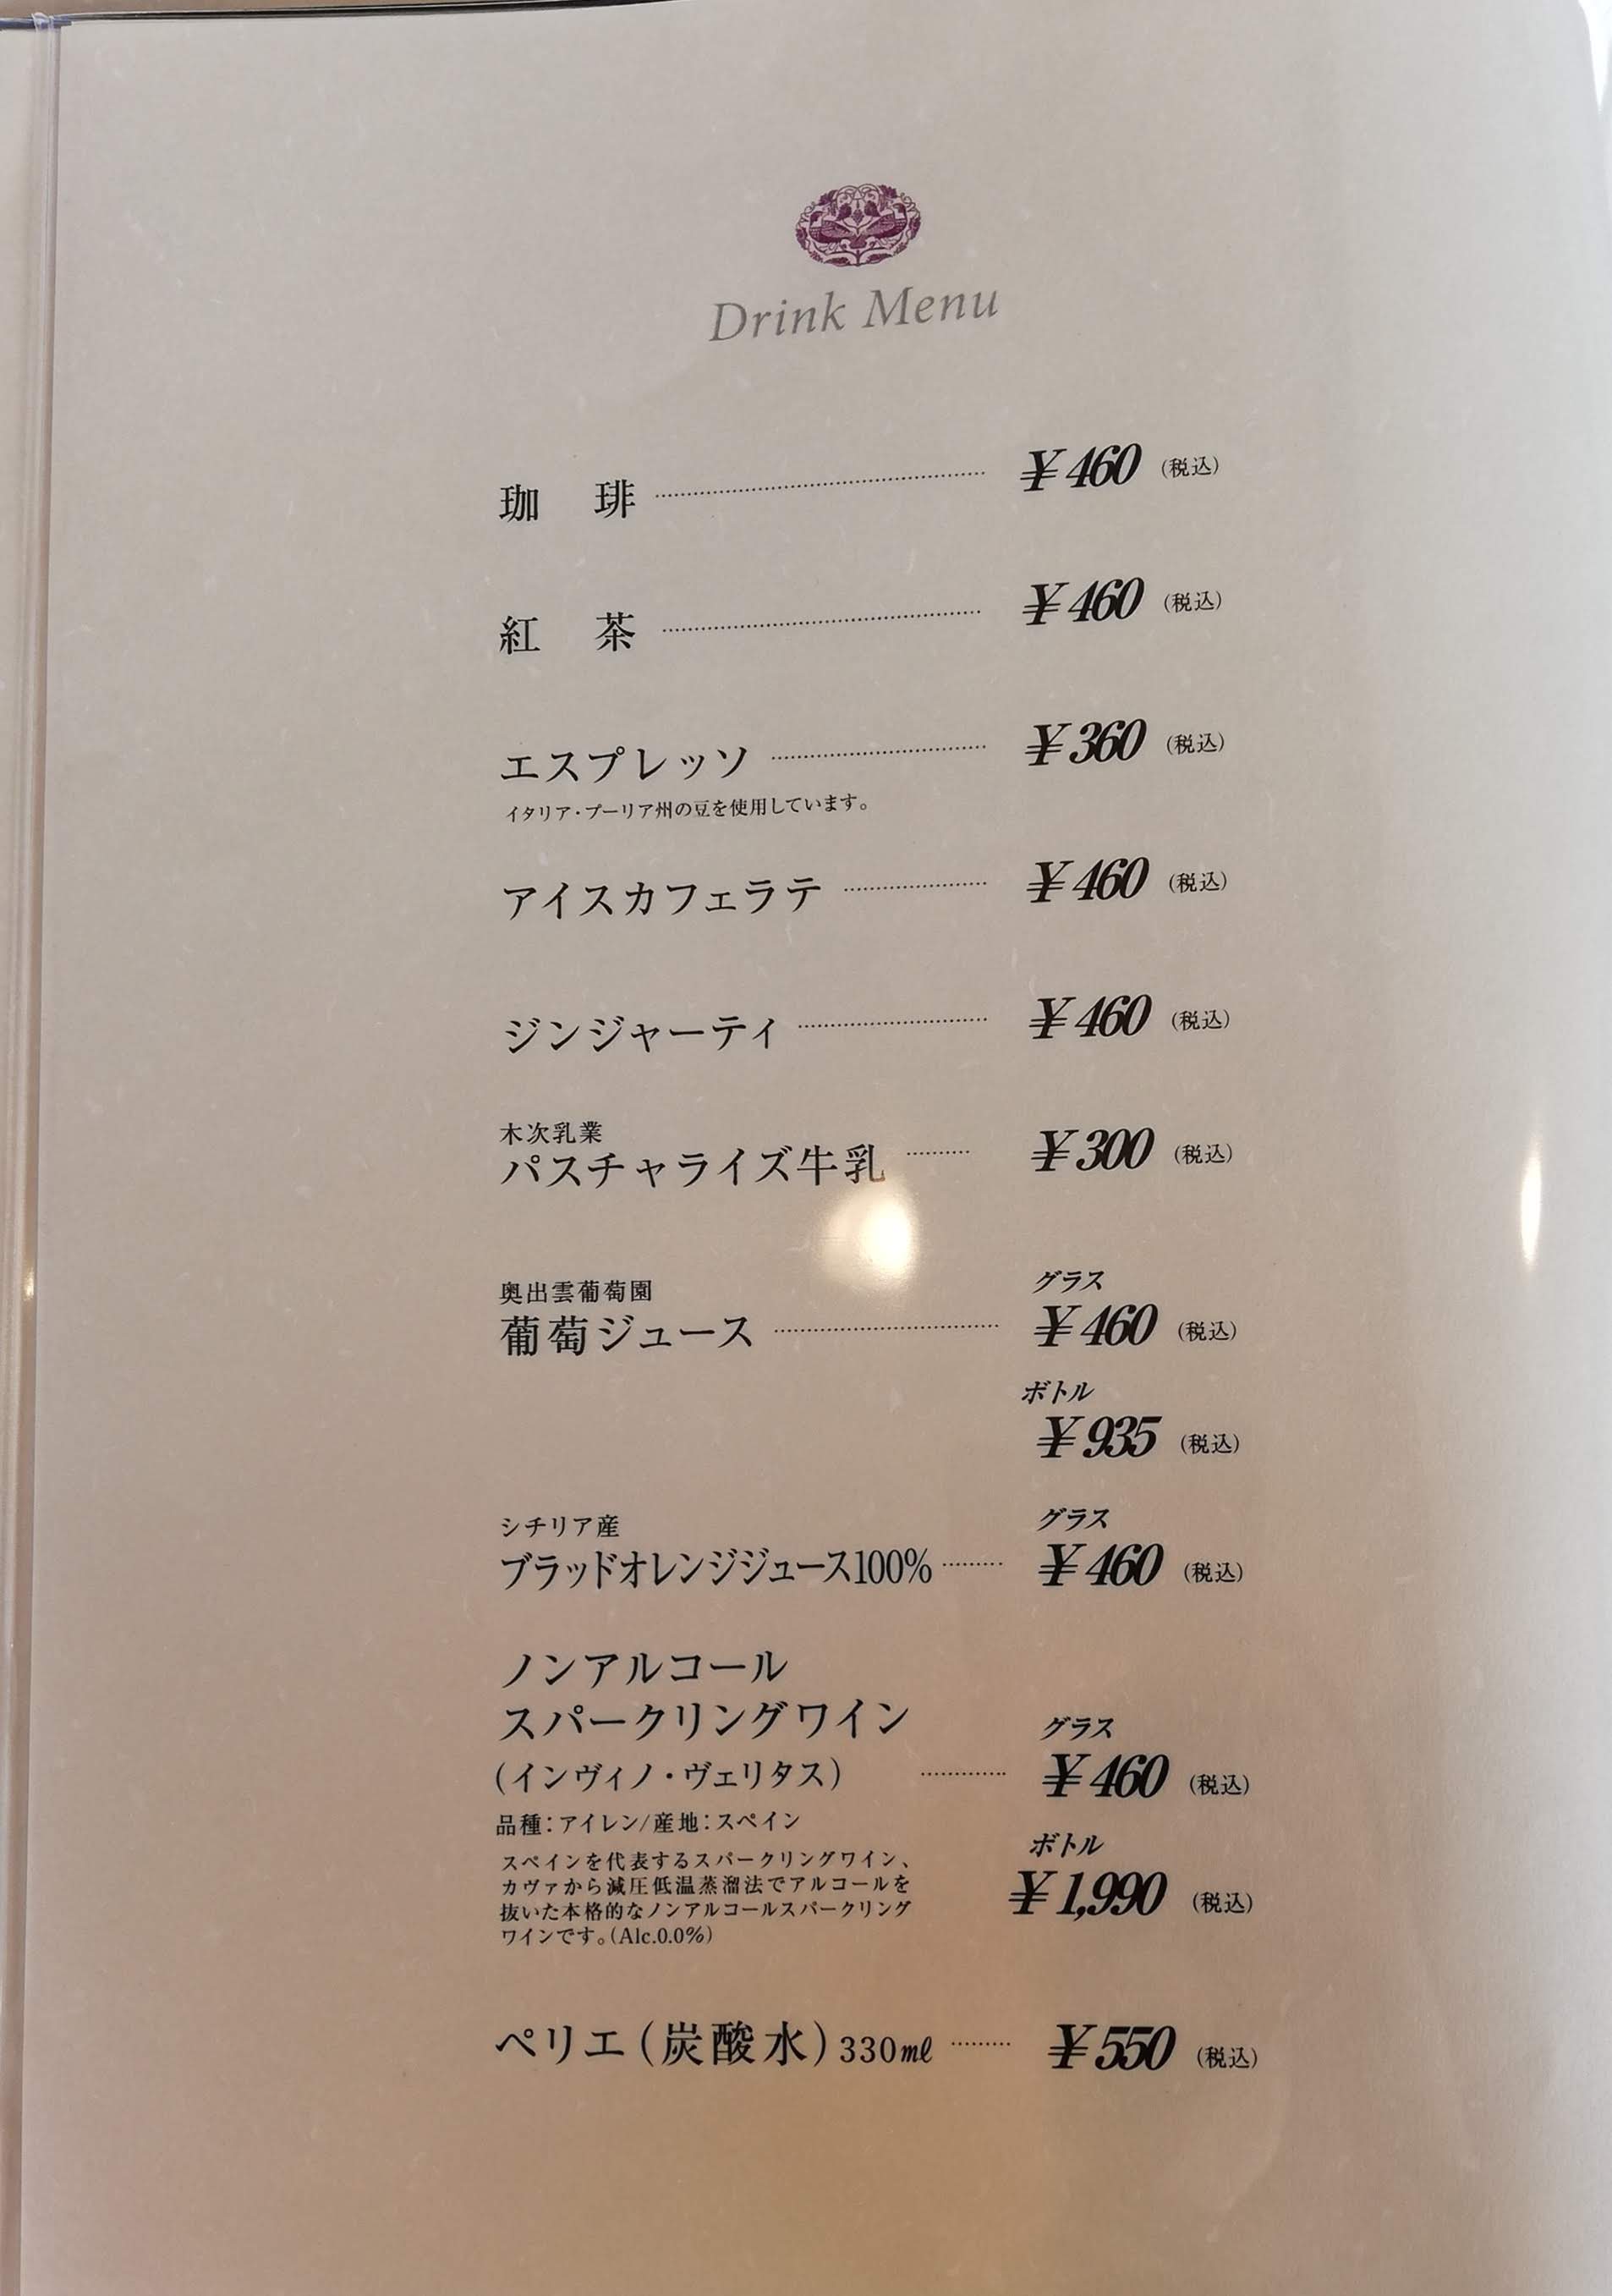 Drink Menu
珈 琲 ¥460 (税込)
紅 茶 ¥460 (税込)
エスプレッソ ¥360 (税込)
イタリア・プーリア州の豆を使用しています。
アイスカフェラテ ¥460 (税込)
ジンジャーティ ¥460 (税込)
木次乳業
パスチャライズ牛乳 ¥300 (税込)
奥出雲葡萄園
グラス
葡萄ジュース ¥460 (税込)
ボトル
¥935 (税込)
シチリア産
グラス
ブラッドオレンジジュース100% ¥460 (税込)
ノンアルコール
スパークリングワイン
グラス
(インヴィノ・ヴェリタス) ¥460 (税込)
品種:アイレン/産地:スペイン
ボトル
¥1,990 (税込)
スペインを代表するスパークリングワイン、
カヴァから減圧低温蒸溜法でアルコールを
抜いた本格的なノンアルコールスパークリング
ワインです。(Alc.0.0%)
ペリエ(炭酸水)330㎖ ¥550 (税込)